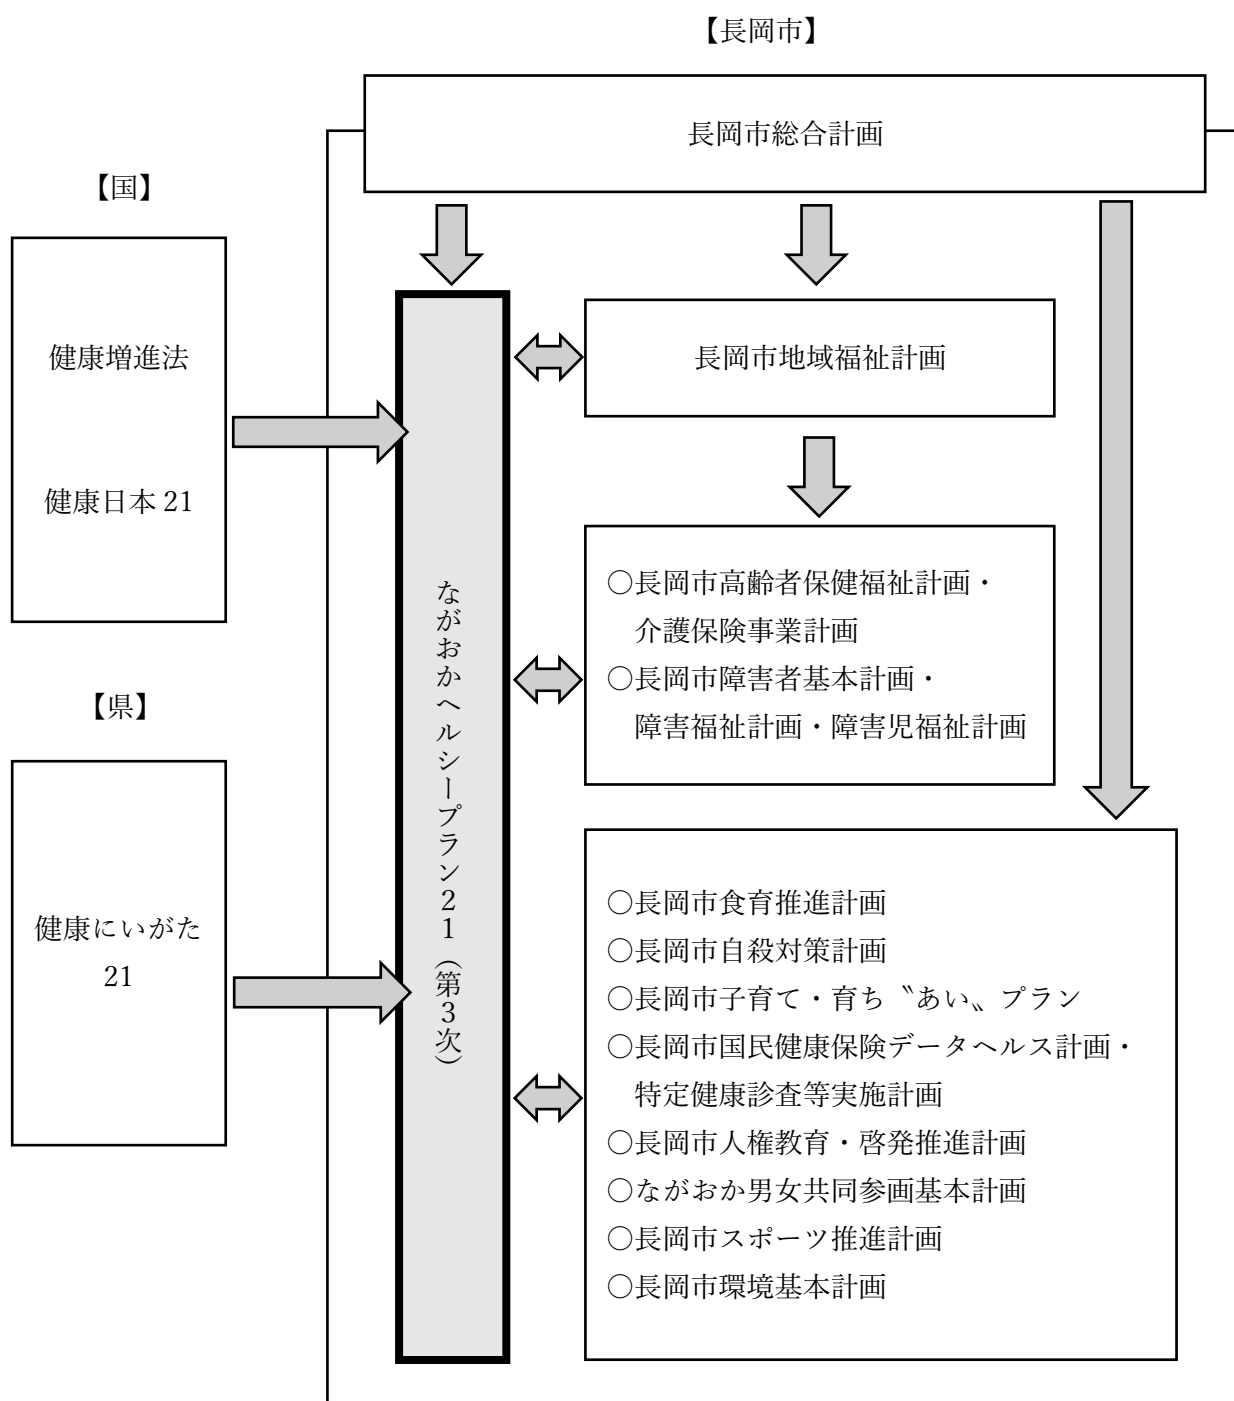 【長岡市】
長岡市総合計画
【国】
健康増進法
健康日本 21
【県】
健康にいがた
21
ながおかヘルシープラン２１（第３次）
長岡市地域福祉計画
○長岡市高齢者保健福祉計画・
介護保険事業計画
○長岡市障害者基本計画・
障害福祉計画・障害児福祉計画
○長岡市食育推進計画
○長岡市自殺対策計画
○長岡市子育て・育ち〝あい〟プラン
○長岡市国民健康保険データヘルス計画・
特定健康診査等実施計画
○長岡市人権教育・啓発推進計画
○ながおか男女共同参画基本計画
○長岡市スポーツ推進計画
○長岡市環境基本計画